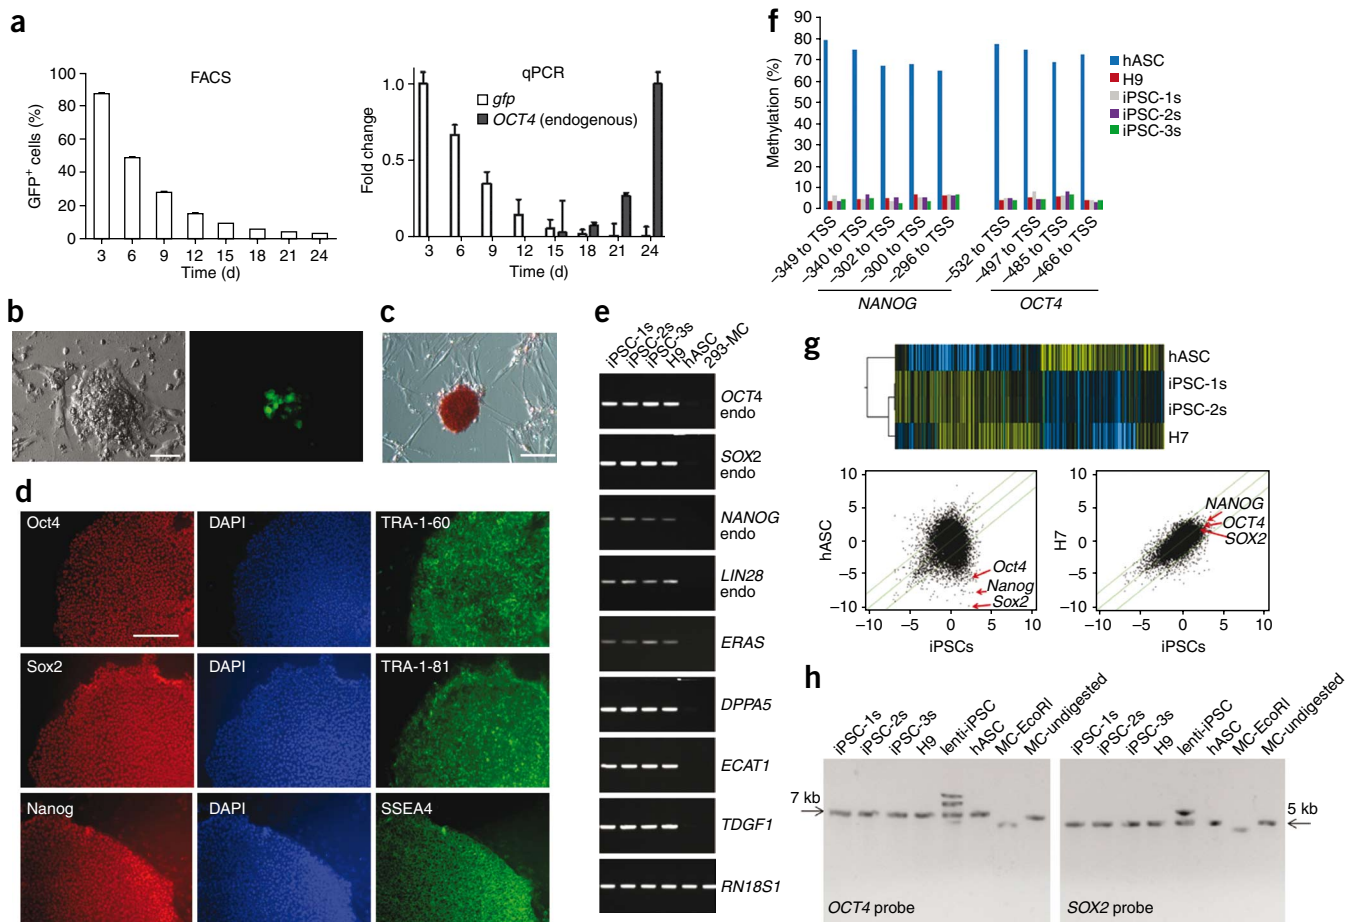 a
FACS
GFP+ cells (%)
100
80
60
40
20
0
3 6 9 12 15 18 21 24
Time (d)
qPCR
gfp
OCT4 (endogenous)
Fold change
1.0
0.5
0
3 6 9 12 15 18 21 24
Time (d)
f
Methylation (%)
90
80
70
60
50
40
30
20
10
0
hASC
H9
iPSC-1s
iPSC-2s
iPSC-3s
–349 to TSS
–340 to TSS
–302 to TSS
–300 to TSS
–296 to TSS
–532 to TSS
–497 to TSS
–485 to TSS
–466 to TSS
NANOG
OCT4
b
c
d
Oct4
DAPI
TRA-1-60
Sox2
DAPI
TRA-1-81
Nanog
DAPI
SSEA4
e
iPSC-1s
iPSC-2s
iPSC-3s
H9
hASC
293-MC
OCT4
endo
SOX2
endo
NANOG
endo
LIN28
endo
ERAS
DPPA5
ECAT1
TDGF1
RN18S1
g
hASC
iPSC-1s
iPSC-2s
H7
hASC
10
5
0
–5
–10
Oct4
Nanog
Sox2
–10 –5 0 5 10
iPSCs
H7
10
5
0
–5
–10
NANOG
OCT4
SOX2
–10 –5 0 5 10
iPSCs
h
iPSC-1s
iPSC-2s
iPSC-3s
H9
lenti-iPSC
hASC
MC-EcoRI
MC-undigested
7 kb
OCT4 probe
iPSC-1s
iPSC-2s
iPSC-3s
H9
lenti-iPSC
hASC
MC-EcoRI
MC-undigested
5 kb
SOX2 probe